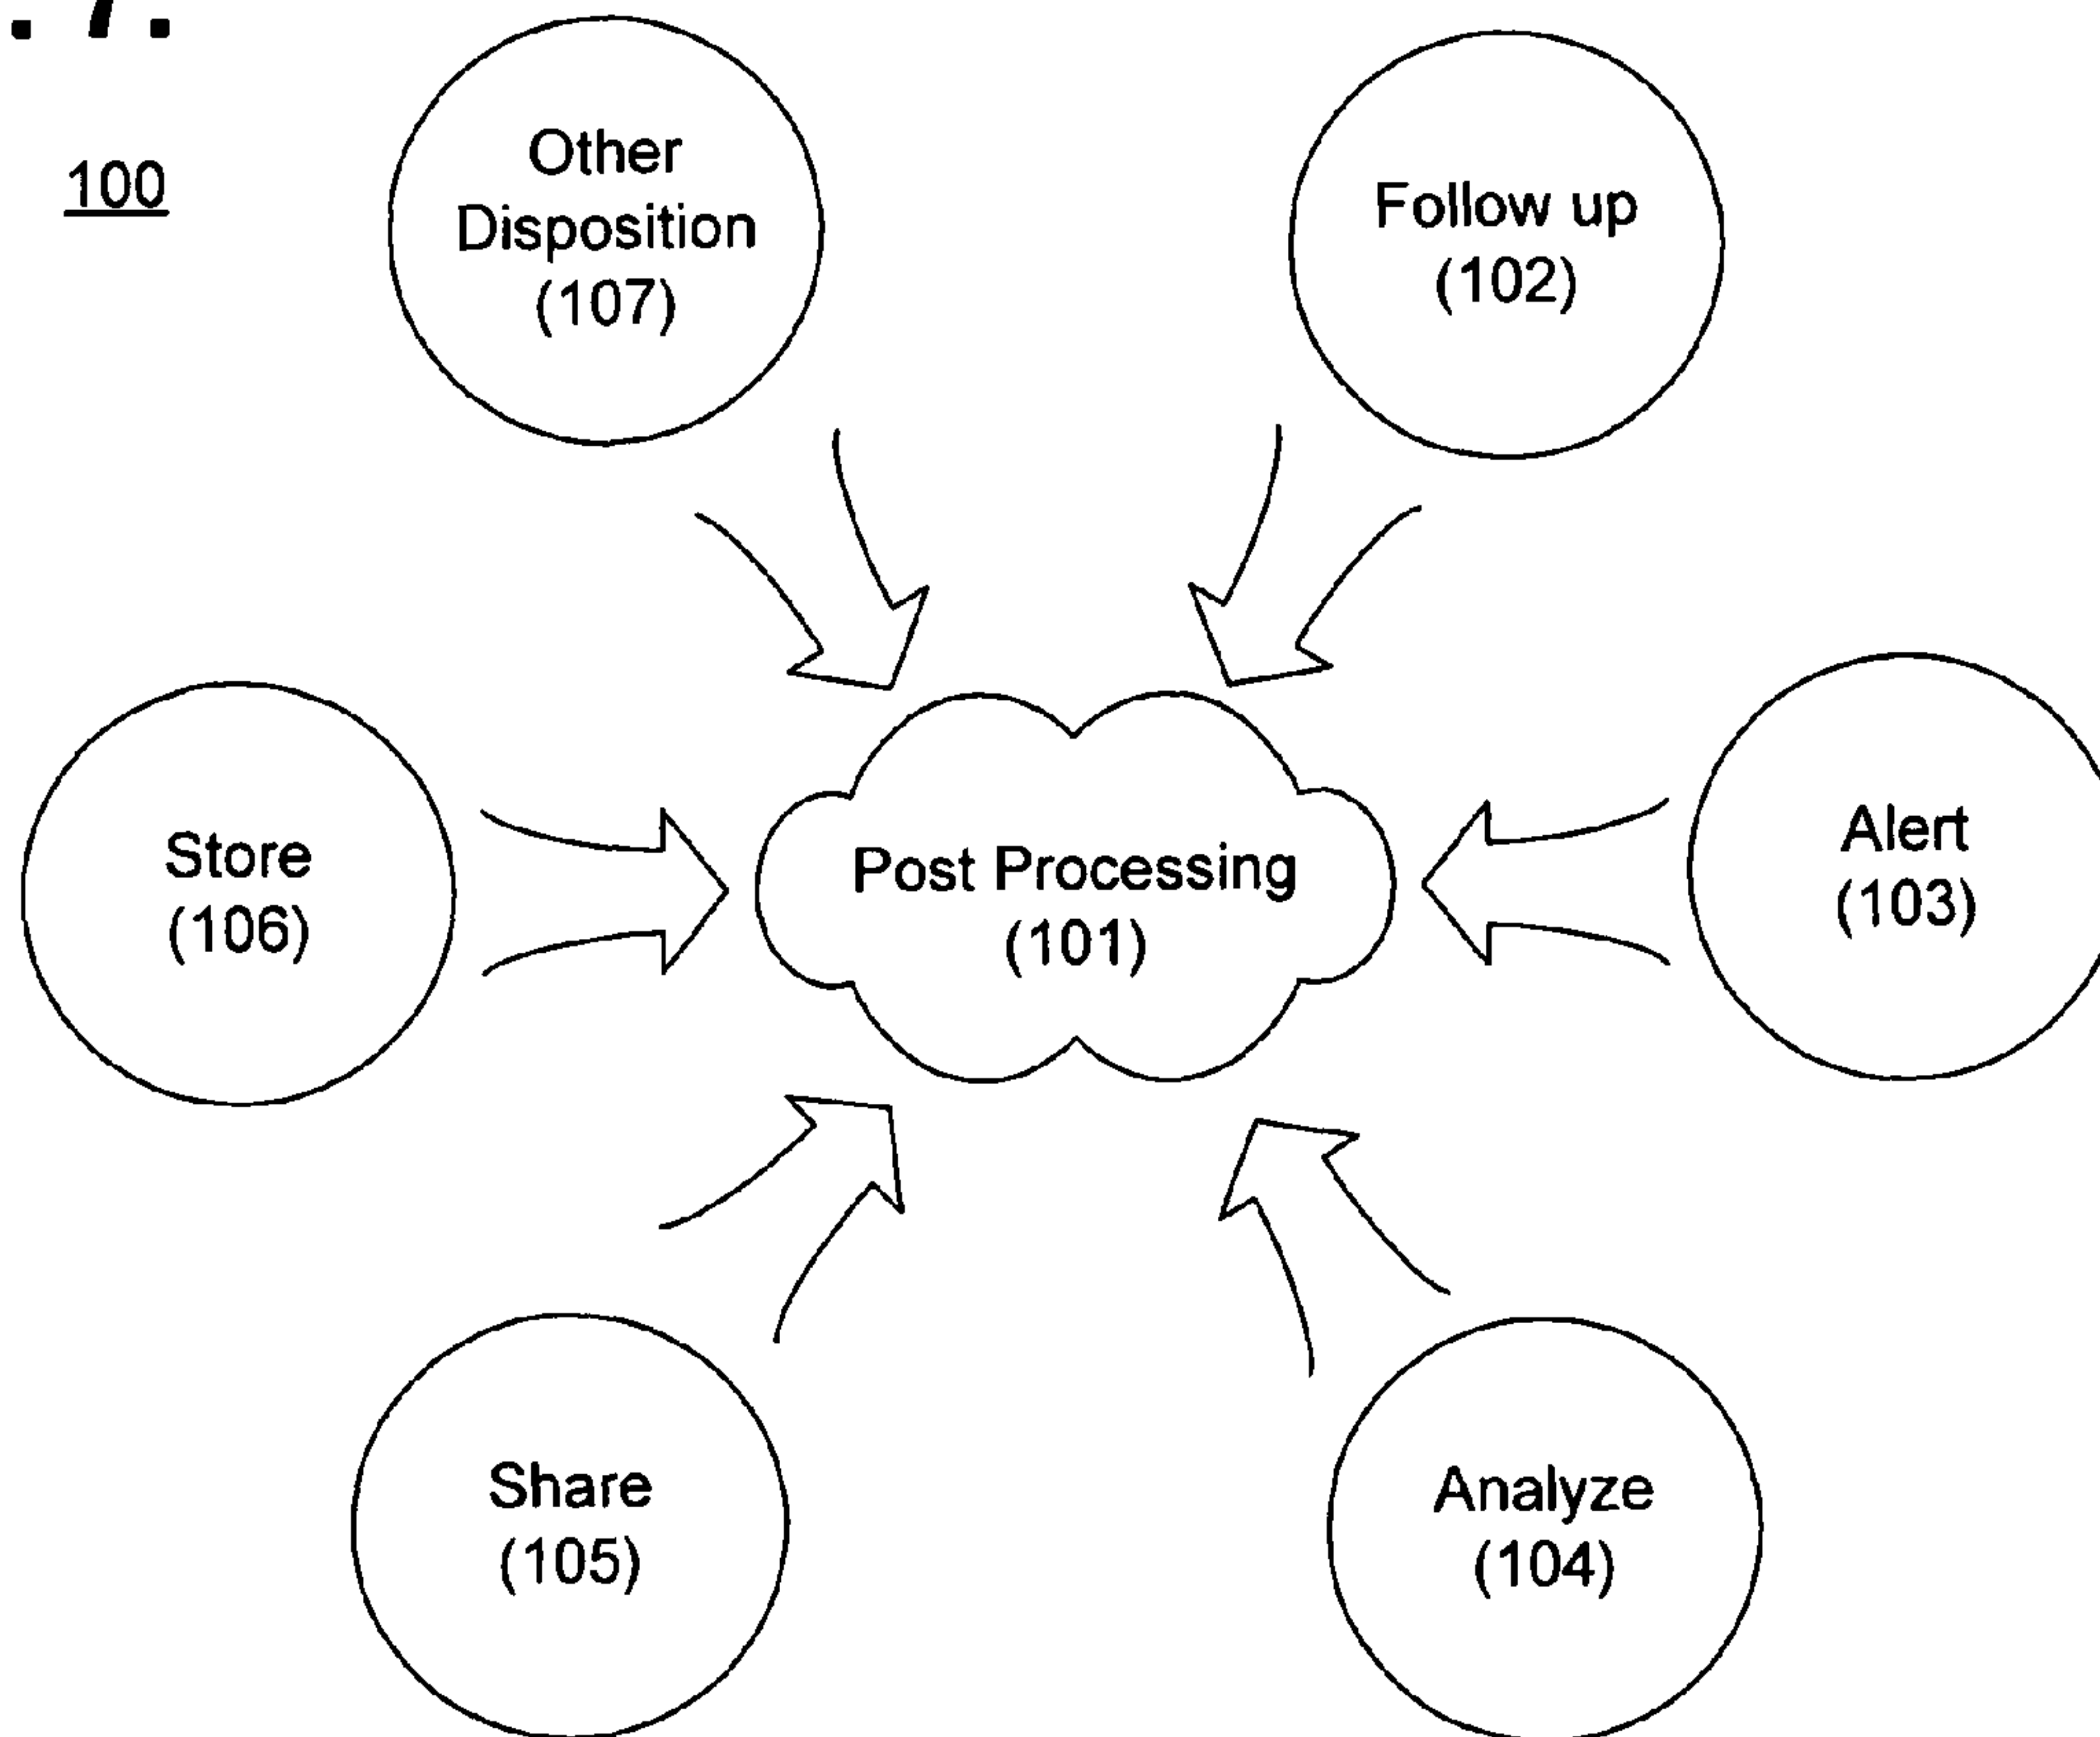 100
Other
Disposition
(107)
Follow up
(102)
Store
(106)
Post Processing
(101)
Alert
(103)
Share
(105)
Analyze
(104)